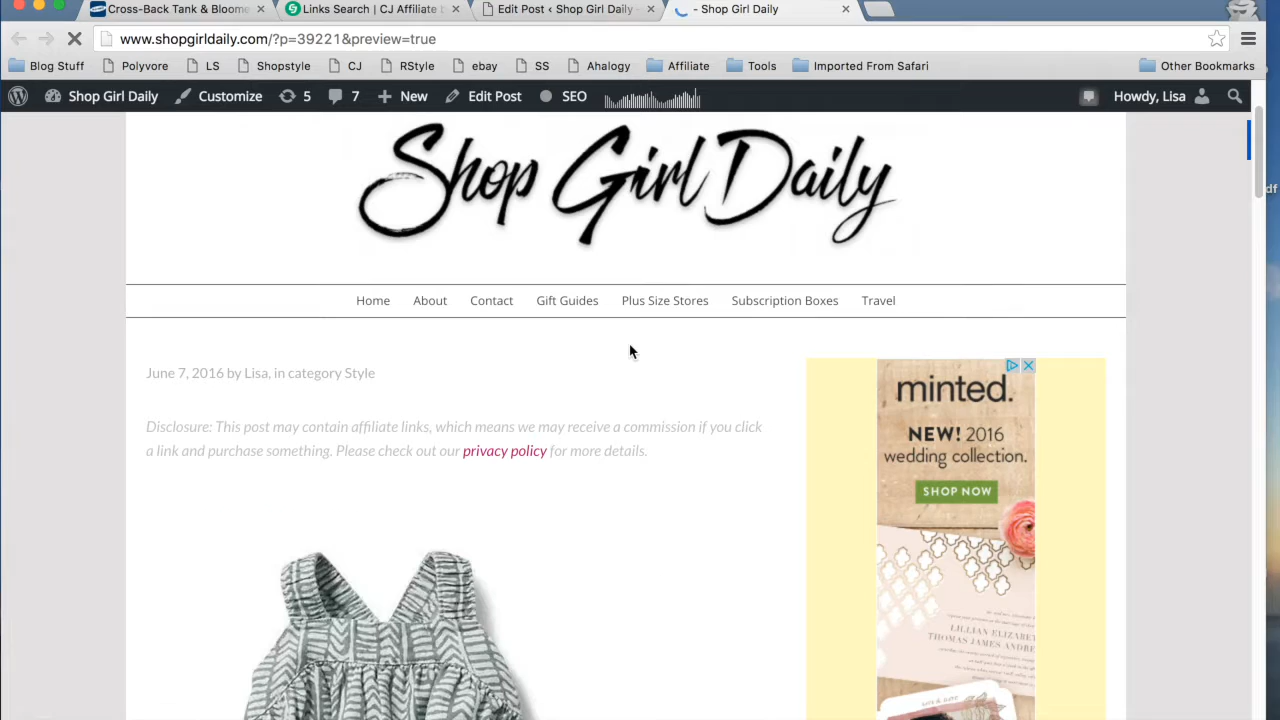 Cross-Back Tank & Bloome
Links Search | CJ Affiliate b
Edit Post ‹ Shop Girl Daily –
- Shop Girl Daily
www.shopgirldaily.com/?p=39221&preview=true
Blog Stuff Polyvore LS Shopstyle CJ RStyle ebay SS Ahalogy Affiliate Tools Imported From Safari Other Bookmarks
Shop Girl Daily Customize 5 7 New Edit Post SEO Howdy, Lisa
Shop Girl Daily
df
Home About Contact Gift Guides Plus Size Stores Subscription Boxes Travel
June 7, 2016 by Lisa, in category Style
Disclosure: This post may contain affiliate links, which means we may receive a commission if you click
a link and purchase something. Please check out our privacy policy for more details.
minted.
NEW! 2016
wedding collection.
SHOP NOW
LILLIAN ELIZABE
THOMAS JAMES ANDRE